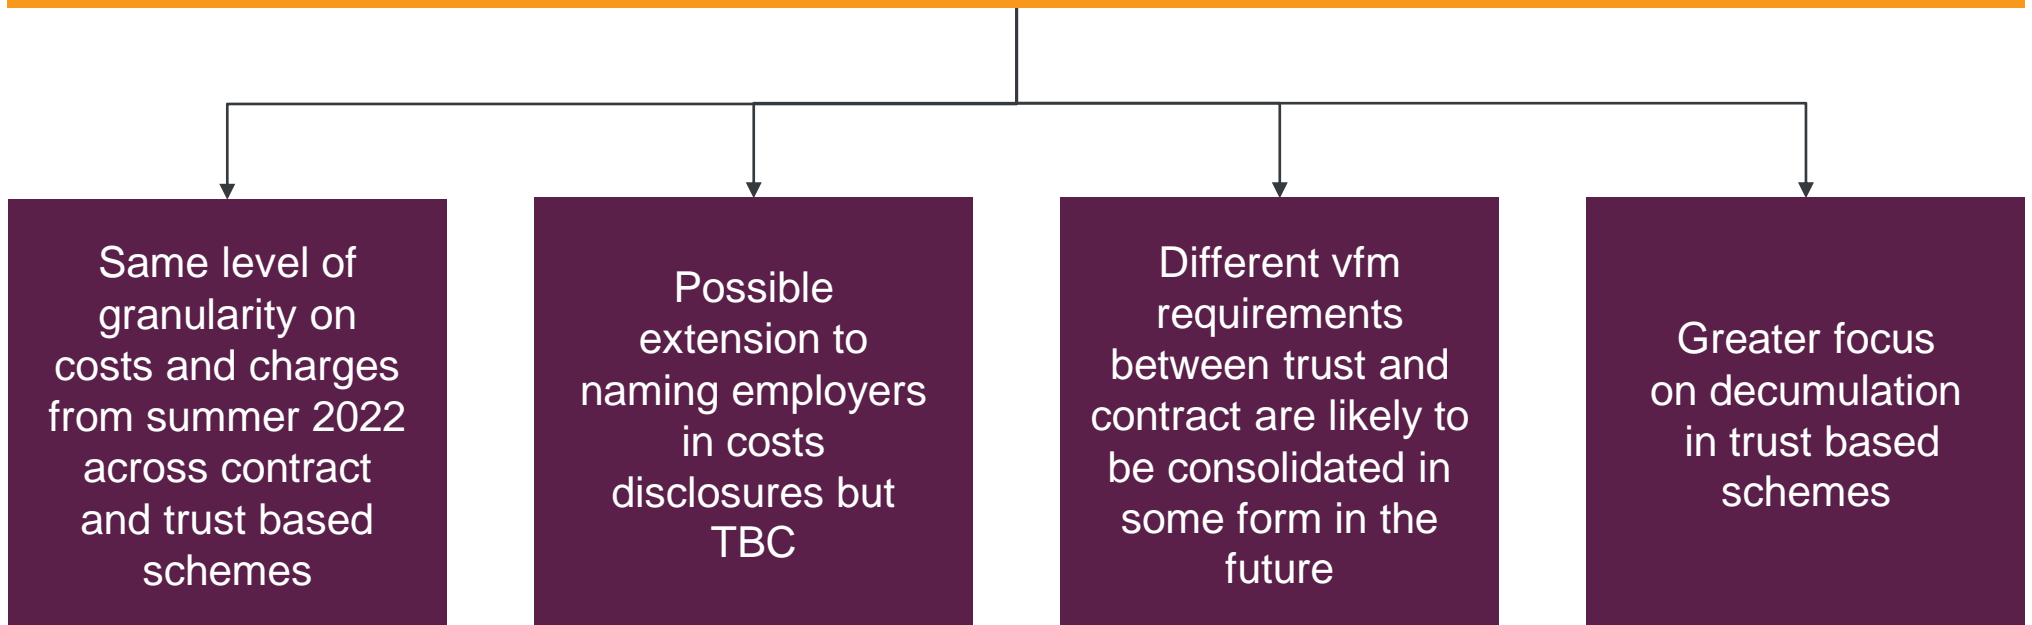 Same level of
granularity on
costs and charges
from summer 2022
across contract
and trust based
schemes
Possible
extension to
naming employers
in costs
disclosures but
TBC
Different vfm
requirements
between trust and
contract are likely to
be consolidated in
some form in the
future
Greater focus
on decumulation
in trust based
schemes